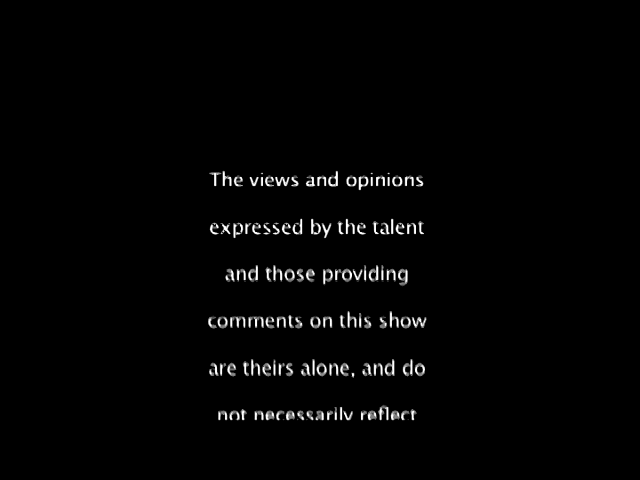 The views and opinions
expressed by the talent
and those providing
comments on this show
are theirs alone, and do
not necessarily reflect